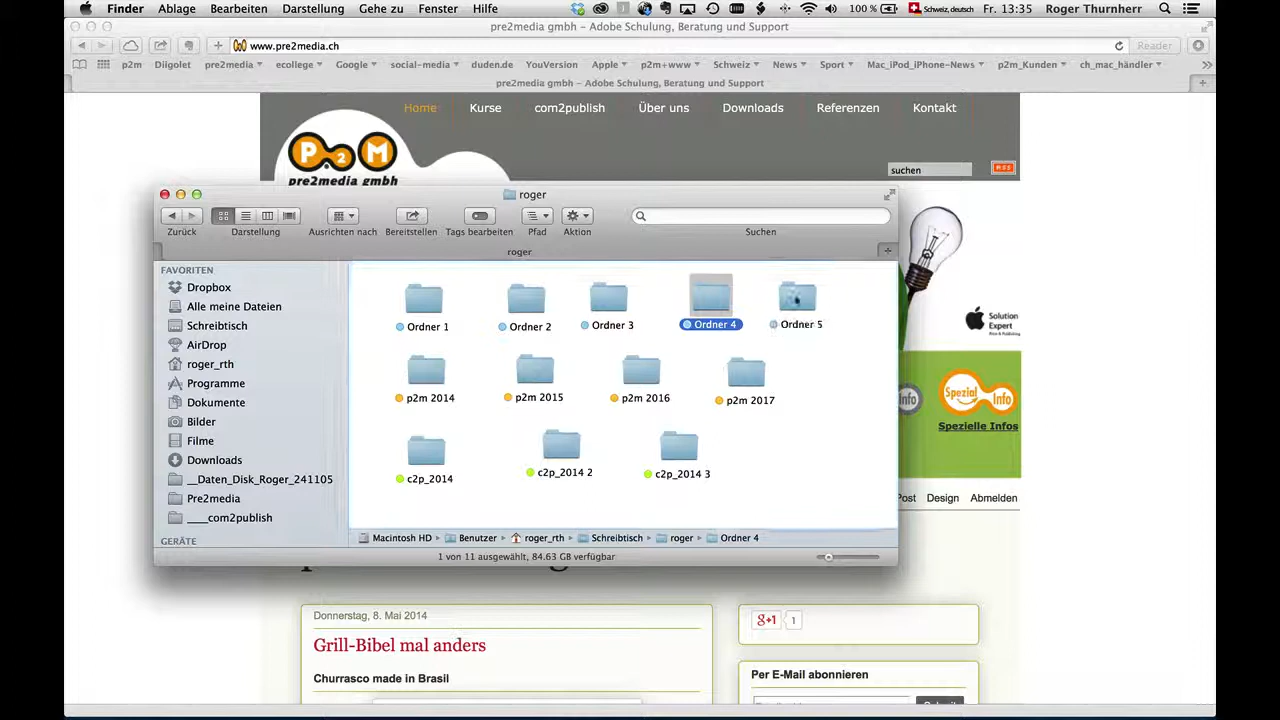 Finder Ablage Bearbeiten Darstellung Gehe zu Fenster Hilfe 100 % Schweiz, deutsch Fr. 13:35 Roger Thurnherr
pre2media gmbh – Adobe Schulung, Beratung und Support
www.pre2media.ch Reader
p2m Diigolet pre2media ecollege Google social-media duden.de YouVersion Apple p2m+www Schweiz News Sport Mac_iPod_iPhone-News p2m_Kunden ch_mac_händler
pre2media gmbh – Adobe Schulung, Beratung und Support
Home Kurse com2publish Über uns Downloads Referenzen Kontakt
P 2 M
suchen RSS
pre2media gmbh
roger
Zurück Darstellung Ausrichten nach Bereitstellen Tags bearbeiten Pfad Aktion Suchen
roger
FAVORITEN
Dropbox
Alle meine Dateien
Schreibtisch
AirDrop
roger_rth
Programme
Dokumente
Bilder
Filme
Downloads
__Daten_Disk_Roger_241105
Pre2media
____com2publish
GERÄTE
Ordner 1 Ordner 2 Ordner 3 Ordner 4 Ordner 5
p2m 2014 p2m 2015 p2m 2016 p2m 2017
c2p_2014 c2p_2014 2 c2p_2014 3
Macintosh HD Benutzer roger_rth Schreibtisch roger Ordner 4
1 von 11 ausgewählt, 84.63 GB verfügbar
Solution
Expert
Spezial
Info
Info
Spezielle Infos
Post Design Abmelden
Donnerstag, 8. Mai 2014
Grill-Bibel mal anders
Churrasco made in Brasil
g+1 1
Per E-Mail abonnieren